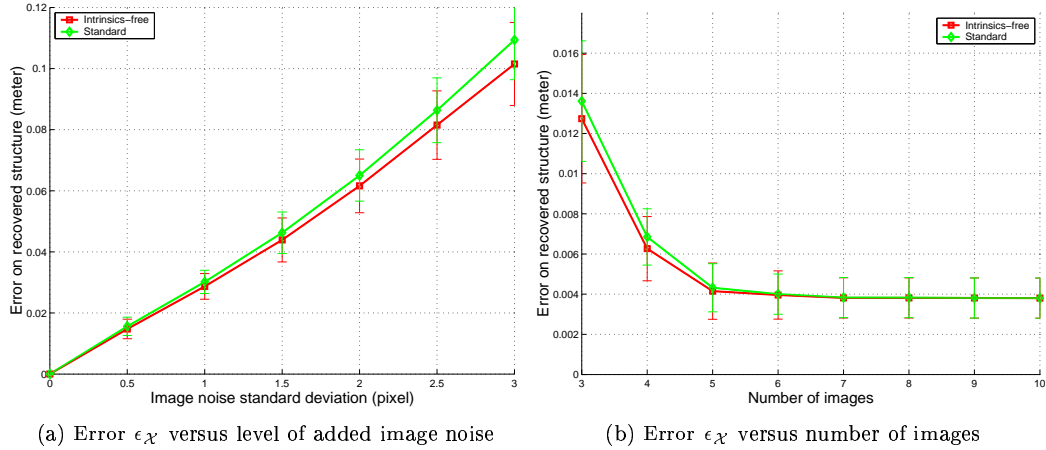 Intrinsics-free
Standard
Error on recovered structure (meter)
0.12
0.1
0.08
0.06
0.04
0.02
0
0 0.5 1 1.5 2 2.5 3
Image noise standard deviation (pixel)
(a) Error ϵ𝒳 versus level of added image noise
Intrinsics-free
Standard
Error on recovered structure (meter)
0.016
0.014
0.012
0.01
0.008
0.006
0.004
0.002
0
3 4 5 6 7 8 9 10
Number of images
(b) Error ϵ𝒳 versus number of images